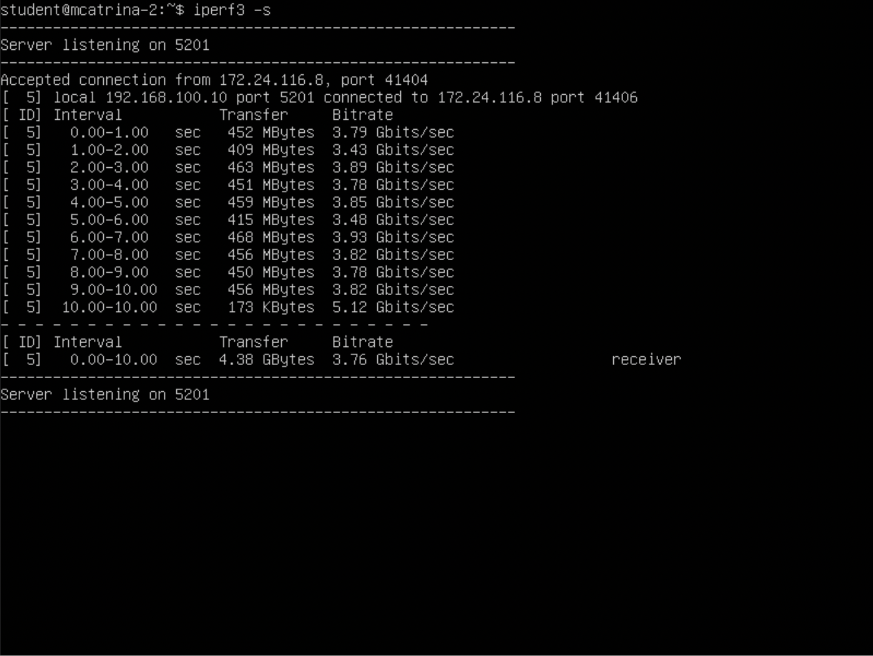 student@mcatrina-2:~$ iperf3 -s
-----------------------------------------------------------
Server listening on 5201
-----------------------------------------------------------
Accepted connection from 172.24.116.8, port 41404
[  5] local 192.168.100.10 port 5201 connected to 172.24.116.8 port 41406
[ ID] Interval           Transfer     Bitrate
[  5]   0.00-1.00   sec   452 MBytes  3.79 Gbits/sec
[  5]   1.00-2.00   sec   409 MBytes  3.43 Gbits/sec
[  5]   2.00-3.00   sec   463 MBytes  3.89 Gbits/sec
[  5]   3.00-4.00   sec   451 MBytes  3.78 Gbits/sec
[  5]   4.00-5.00   sec   459 MBytes  3.85 Gbits/sec
[  5]   5.00-6.00   sec   415 MBytes  3.48 Gbits/sec
[  5]   6.00-7.00   sec   468 MBytes  3.93 Gbits/sec
[  5]   7.00-8.00   sec   456 MBytes  3.82 Gbits/sec
[  5]   8.00-9.00   sec   450 MBytes  3.78 Gbits/sec
[  5]   9.00-10.00  sec   456 MBytes  3.82 Gbits/sec
[  5]  10.00-10.00  sec   173 KBytes  5.12 Gbits/sec
- - - - - - - - - - - - - - - - - - - - - - - - -
[ ID] Interval           Transfer     Bitrate
[  5]   0.00-10.00  sec  4.38 GBytes  3.76 Gbits/sec                  receiver
-----------------------------------------------------------
Server listening on 5201
-----------------------------------------------------------